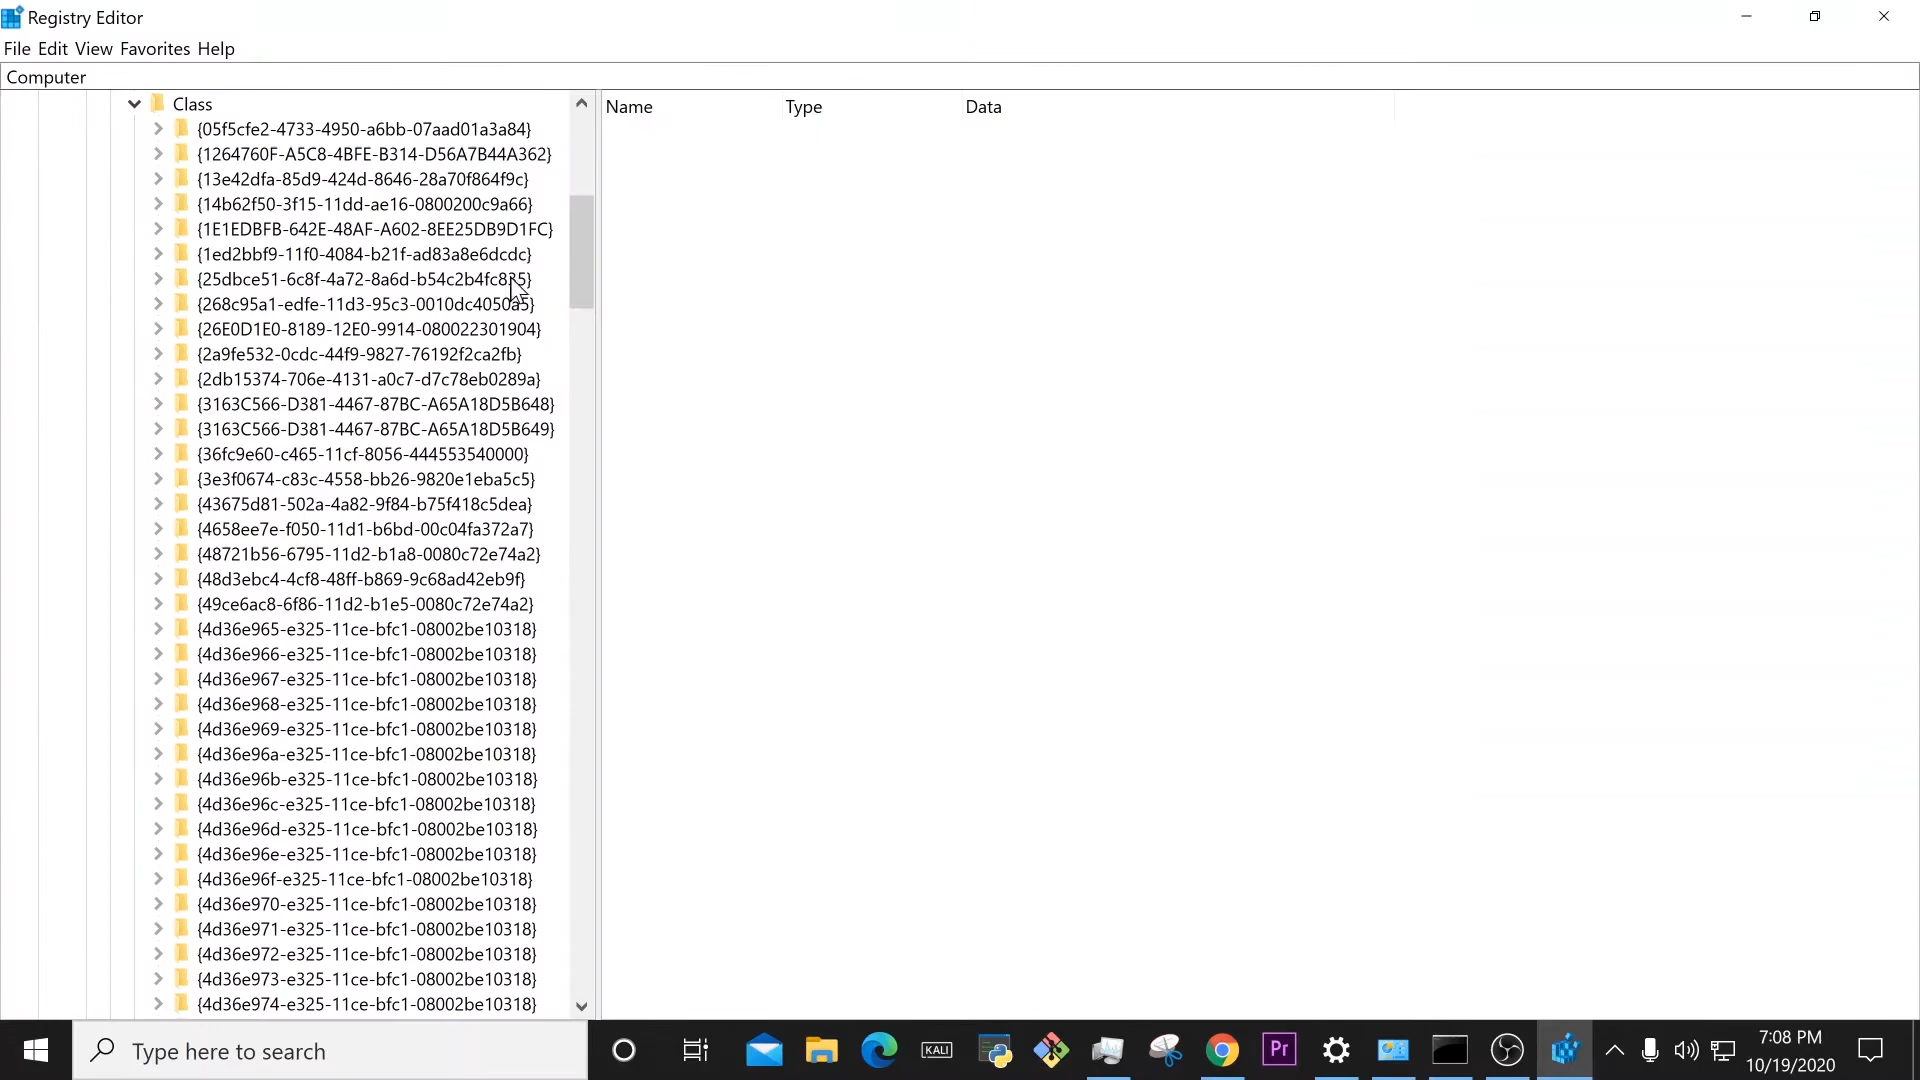 Registry Editor
File Edit View Favorites Help
Computer
Name Type Data
Class
{05f5cfe2-4733-4950-a6bb-07aad01a3a84}
{1264760F-A5C8-4BFE-B314-D56A7B44A362}
{13e42dfa-85d9-424d-8646-28a70f864f9c}
{14b62f50-3f15-11dd-ae16-0800200c9a66}
{1E1EDBFB-642E-48AF-A602-8EE25DB9D1FC}
{1ed2bbf9-11f0-4084-b21f-ad83a8e6dcdc}
{25dbce51-6c8f-4a72-8a6d-b54c2b4fc835}
{268c95a1-edfe-11d3-95c3-0010dc4050a5}
{26E0D1E0-8189-12E0-9914-080022301904}
{2a9fe532-0cdc-44f9-9827-76192f2ca2fb}
{2db15374-706e-4131-a0c7-d7c78eb0289a}
{3163C566-D381-4467-87BC-A65A18D5B648}
{3163C566-D381-4467-87BC-A65A18D5B649}
{36fc9e60-c465-11cf-8056-444553540000}
{3e3f0674-c83c-4558-bb26-9820e1eba5c5}
{43675d81-502a-4a82-9f84-b75f418c5dea}
{4658ee7e-f050-11d1-b6bd-00c04fa372a7}
{48721b56-6795-11d2-b1a8-0080c72e74a2}
{48d3ebc4-4cf8-48ff-b869-9c68ad42eb9f}
{49ce6ac8-6f86-11d2-b1e5-0080c72e74a2}
{4d36e965-e325-11ce-bfc1-08002be10318}
{4d36e966-e325-11ce-bfc1-08002be10318}
{4d36e967-e325-11ce-bfc1-08002be10318}
{4d36e968-e325-11ce-bfc1-08002be10318}
{4d36e969-e325-11ce-bfc1-08002be10318}
{4d36e96a-e325-11ce-bfc1-08002be10318}
{4d36e96b-e325-11ce-bfc1-08002be10318}
{4d36e96c-e325-11ce-bfc1-08002be10318}
{4d36e96d-e325-11ce-bfc1-08002be10318}
{4d36e96e-e325-11ce-bfc1-08002be10318}
{4d36e96f-e325-11ce-bfc1-08002be10318}
{4d36e970-e325-11ce-bfc1-08002be10318}
{4d36e971-e325-11ce-bfc1-08002be10318}
{4d36e972-e325-11ce-bfc1-08002be10318}
{4d36e973-e325-11ce-bfc1-08002be10318}
{4d36e974-e325-11ce-bfc1-08002be10318}
Type here to search
KALI
Pr
7:08 PM
10/19/2020